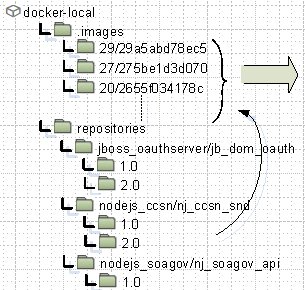 docker-local
.images
29/29a5abd78ec5
27/275be1d3d070
20/2655f034178c
repositories
jboss_oauthserver/jb_dom_oauth
1.0
2.0
nodejs_ccsn/nj_ccsn_snd
1.0
2.0
nodejs_soagov/nj_soagov_api
1.0